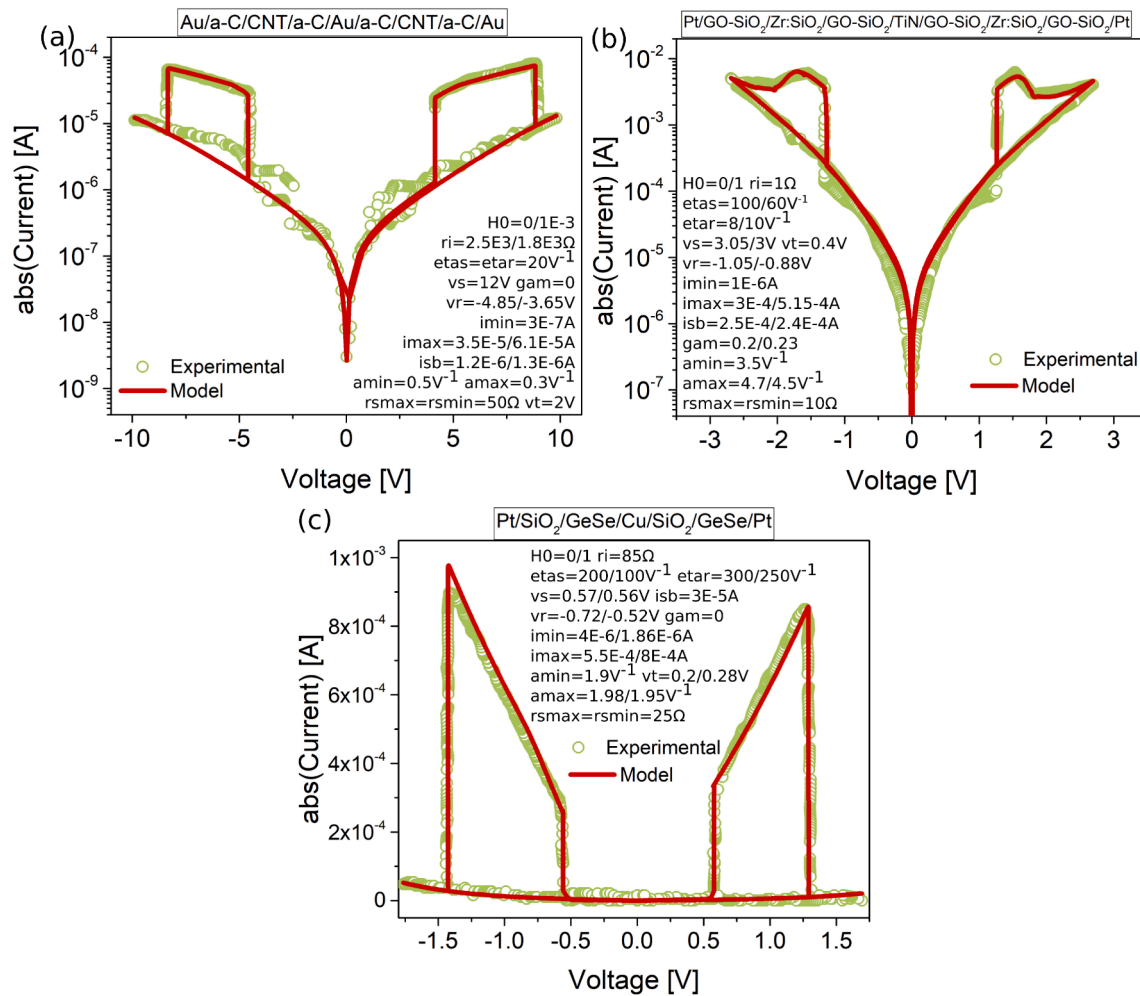 (a)
Au/a-C/CNT/a-C/Au/a-C/CNT/a-C/Au
abs(Current) [A]
10⁻⁴
10⁻⁵
10⁻⁶
10⁻⁷
10⁻⁸
10⁻⁹
H0=0/1E-3
ri=2.5E3/1.8E3Ω
etas=etar=20V⁻¹
vs=12V gam=0
vr=-4.85/-3.65V
imin=3E-7A
imax=3.5E-5/6.1E-5A
isb=1.2E-6/1.3E-6A
amin=0.5V⁻¹ amax=0.3V⁻¹
rsmax=rsmin=50Ω vt=2V
Experimental
Model
-10 -5 0 5 10
Voltage [V]
(b)
Pt/GO-SiO₂/Zr:SiO₂/GO-SiO₂/TiN/GO-SiO₂/Zr:SiO₂/GO-SiO₂/Pt
abs(Current) [A]
10⁻²
10⁻³
10⁻⁴
10⁻⁵
10⁻⁶
10⁻⁷
H0=0/1 ri=1Ω
etas=100/60V⁻¹
etar=8/10V⁻¹
vs=3.05/3V vt=0.4V
vr=-1.05/-0.88V
imin=1E-6A
imax=3E-4/5.15-4A
isb=2.5E-4/2.4E-4A
gam=0.2/0.23
amin=3.5V⁻¹
amax=4.7/4.5V⁻¹
rsmax=rsmin=10Ω
Experimental
Model
-3 -2 -1 0 1 2 3
Voltage [V]
(c)
Pt/SiO₂/GeSe/Cu/SiO₂/GeSe/Pt
abs(Current) [A]
1x10⁻³
8x10⁻⁴
6x10⁻⁴
4x10⁻⁴
2x10⁻⁴
0
H0=0/1 ri=85Ω
etas=200/100V⁻¹ etar=300/250V⁻¹
vs=0.57/0.56V isb=3E-5A
vr=-0.72/-0.52V gam=0
imin=4E-6/1.86E-6A
imax=5.5E-4/8E-4A
amin=1.9V⁻¹ vt=0.2/0.28V
amax=1.98/1.95V⁻¹
rsmax=rsmin=25Ω
Experimental
Model
-1.5 -1.0 -0.5 0.0 0.5 1.0 1.5
Voltage [V]